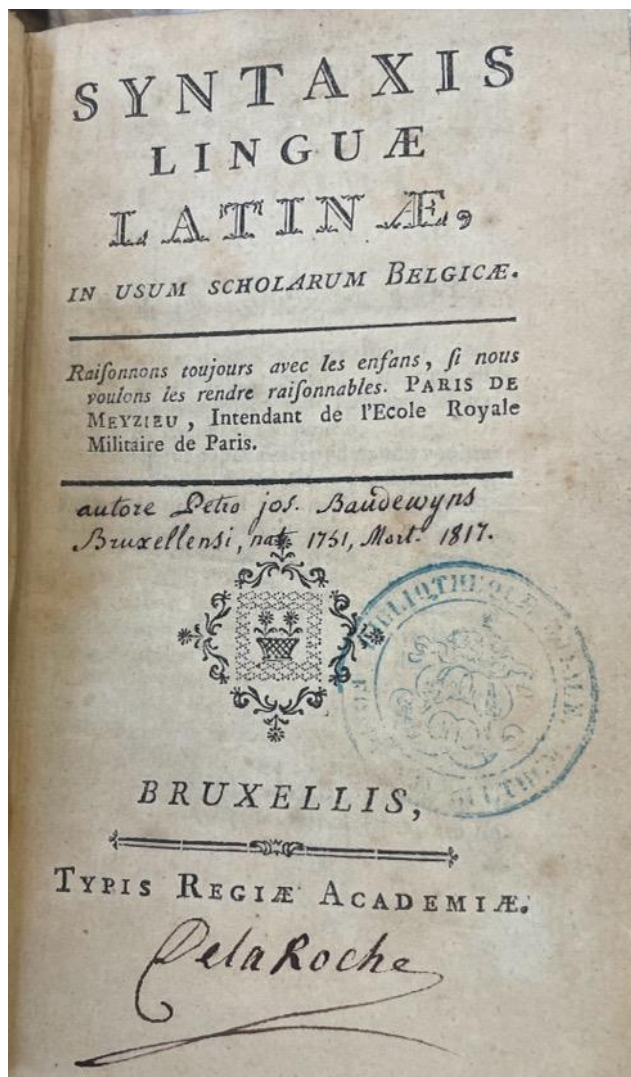 SYNTAXIS
LINGUÆ
LATINÆ,
IN USUM SCHOLARUM BELGICÆ.
Raiſonnons toujours avec les enfans, ſi nous
voulons les rendre raiſonnables. PARIS DE
MEYZIEU, Intendant de l'Ecole Royale
Militaire de Paris.
autore Petro jos. Baudewyns
Bruxellensi, nat. 1751, Mort. 1817.
BIBLIOTHEQUE ROYALE
BRUXELLIS,
TYPIS REGIÆ ACADEMIÆ.
DelaRoche